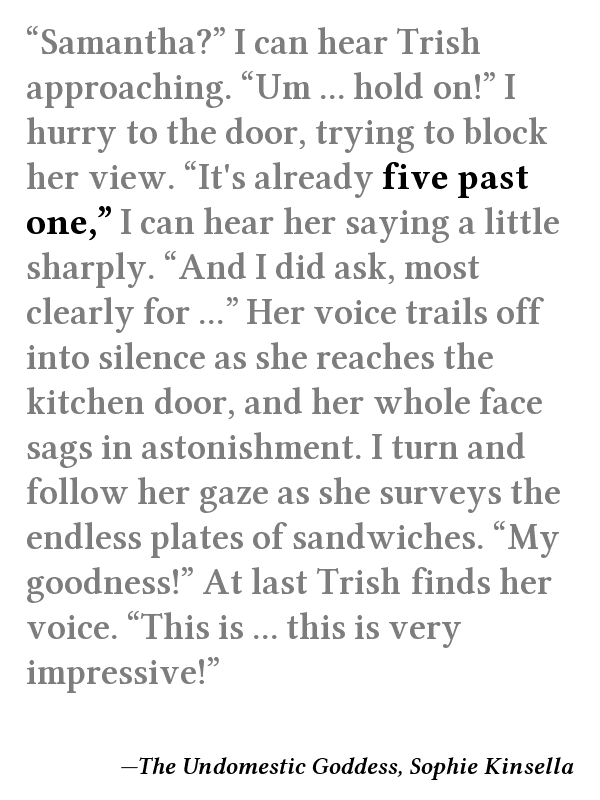 “Samantha?” I can hear Trish
approaching. “Um ... hold on!” I
hurry to the door, trying to block
her view. “It's already five past
one,” I can hear her saying a little
sharply. “And I did ask, most
clearly for ...” Her voice trails off
into silence as she reaches the
kitchen door, and her whole face
sags in astonishment. I turn and
follow her gaze as she surveys the
endless plates of sandwiches. “My
goodness!” At last Trish finds her
voice. “This is ... this is very
impressive!”
—The Undomestic Goddess, Sophie Kinsella